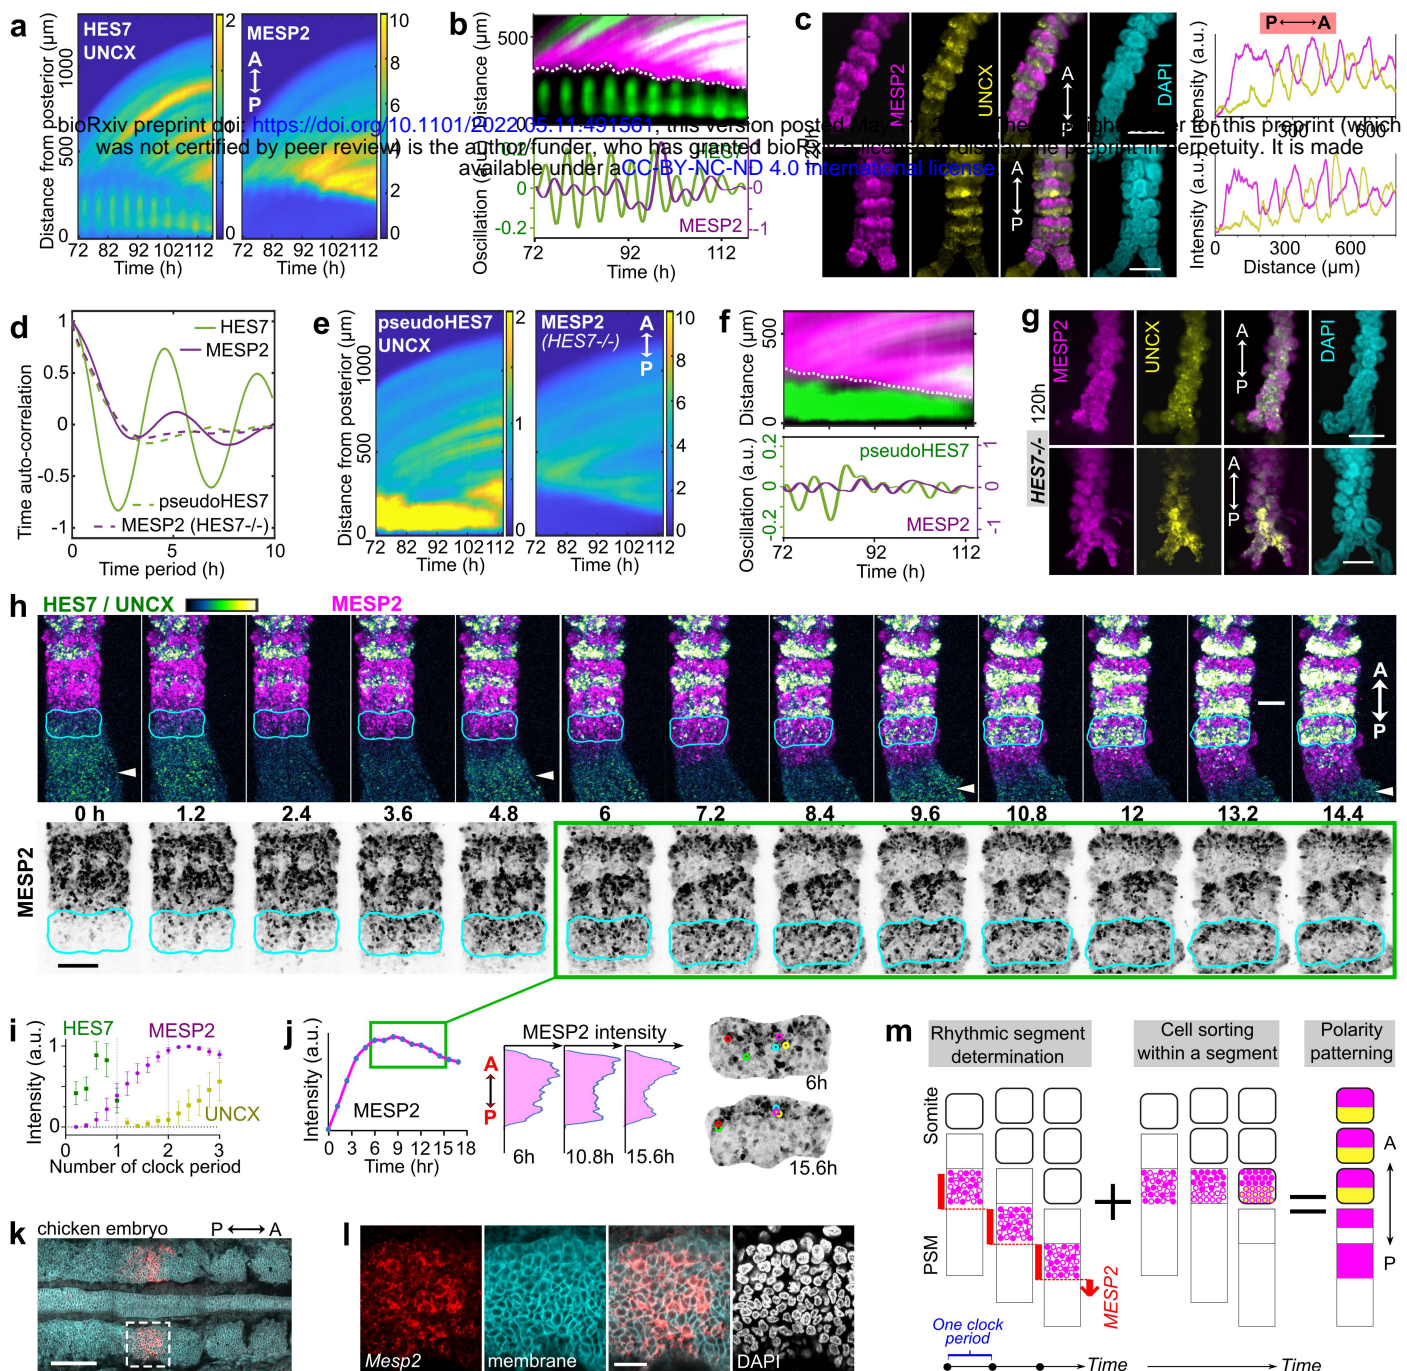 a
HES7
UNCX
MESP2
A
P
Distance from posterior (µm)
0
500
1000
2
1
0
10
8
6
4
2
0
72 82 92 102 112
Time (h)
72 82 92 102 112
Time (h)
b
Distance (µm)
500
0
Oscillation (a.u.)
0.2
0
-0.2
HES7
MESP2
0
-1
72 92 112
Time (h)
c
120h
MESP2
UNCX
A
P
DAPI
A
P
P A
Intensity (a.u.)
0 300 600
Intensity (a.u.)
0 300 600
Distance (µm)
bioRxiv preprint doi: https://doi.org/10.1101/2022.05.11.491561; this version posted May 11, 2022. The copyright holder for this preprint (which
was not certified by peer review) is the author/funder, who has granted bioRxiv a license to display the preprint in perpetuity. It is made
available under aCC-BY-NC-ND 4.0 International license.
d
Time auto-correlation
1
0.5
0
-0.5
-1
HES7
MESP2
pseudoHES7
MESP2 (HES7-/-)
0 5 10
Time period (h)
e
pseudoHES7
UNCX
MESP2
(HES7-/-)
A
P
Distance from posterior (µm)
0
500
1000
2
1
0
10
8
6
4
2
0
72 82 92 102 112
Time (h)
72 82 92 102 112
Time (h)
f
Distance (µm)
500
0
Oscillation (a.u.)
0.2
0
-0.2
pseudoHES7
MESP2
1
0
-1
72 92 112
Time (h)
g
HES7-/- 120h
MESP2
UNCX
A
P
DAPI
A
P
h
HES7 / UNCX
MESP2
A
P
0 h 1.2 2.4 3.6 4.8 6 7.2 8.4 9.6 10.8 12 13.2 14.4
MESP2
i
HES7
MESP2
UNCX
Intensity (a.u.)
1
0
0 1 2 3
Number of clock period
j
Intensity (a.u.)
MESP2
0 3 6 9 12 15 18
Time (hr)
MESP2 intensity
A
P
6h
10.8h
15.6h
6h
15.6h
k
chicken embryo
P A
l
Mesp2
membrane
DAPI
m
Rhythmic segment
determination
Cell sorting
within a segment
Polarity
patterning
Somite
PSM
+
=
MESP2
A
P
One clock
period
Time
Time